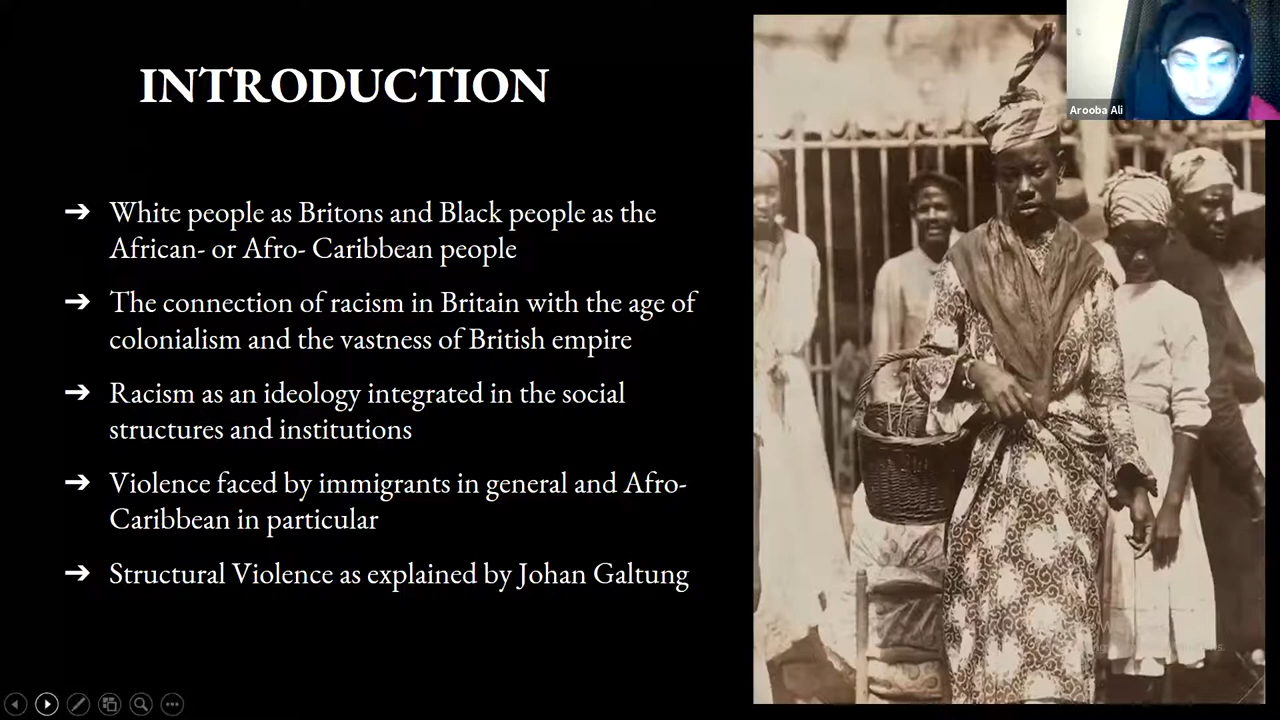 INTRODUCTION
Arooba Ali
➔ White people as Britons and Black people as the
African- or Afro- Caribbean people
➔ The connection of racism in Britain with the age of
colonialism and the vastness of British empire
➔ Racism as an ideology integrated in the social
structures and institutions
➔ Violence faced by immigrants in general and Afro-
Caribbean in particular
➔ Structural Violence as explained by Johan Galtung